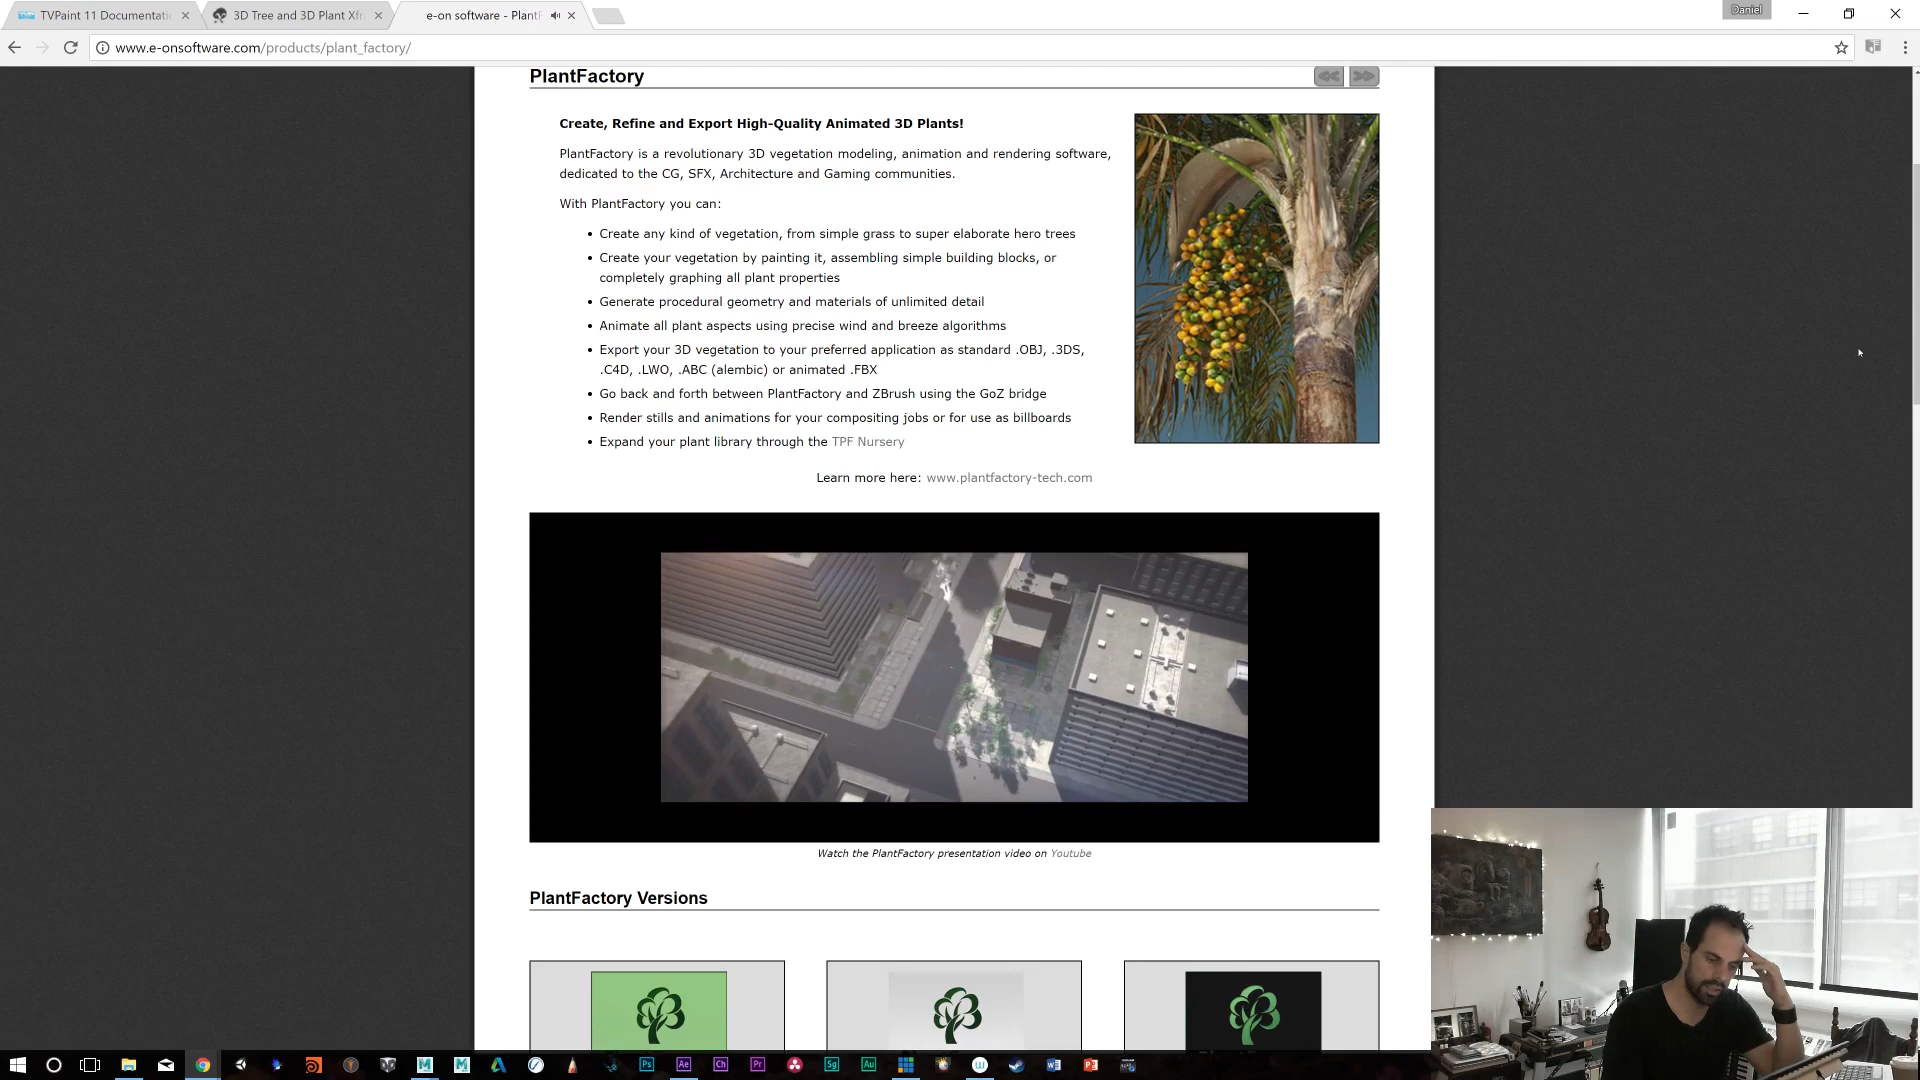 TVPaint 11 Documentati
3D Tree and 3D Plant Xfr
e-on software - PlantF
Daniel
www.e-onsoftware.com/products/plant_factory/
PlantFactory
Create, Refine and Export High-Quality Animated 3D Plants!
PlantFactory is a revolutionary 3D vegetation modeling, animation and rendering software,
dedicated to the CG, SFX, Architecture and Gaming communities.
With PlantFactory you can:
Create any kind of vegetation, from simple grass to super elaborate hero trees
Create your vegetation by painting it, assembling simple building blocks, or
completely graphing all plant properties
Generate procedural geometry and materials of unlimited detail
Animate all plant aspects using precise wind and breeze algorithms
Export your 3D vegetation to your preferred application as standard .OBJ, .3DS,
.C4D, .LWO, .ABC (alembic) or animated .FBX
Go back and forth between PlantFactory and ZBrush using the GoZ bridge
Render stills and animations for your compositing jobs or for use as billboards
Expand your plant library through the TPF Nursery
Learn more here: www.plantfactory-tech.com
Watch the PlantFactory presentation video on Youtube
PlantFactory Versions
M M Ps Ae Ch Pr Sg Au